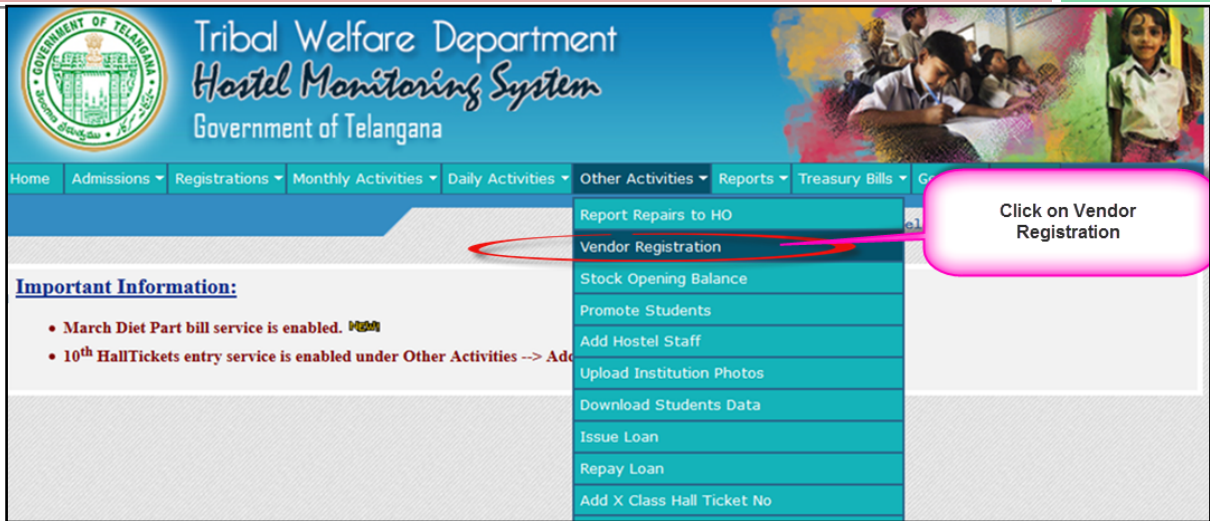 GOVERNMENT OF TELANGANA
Tribal Welfare Department
Hostel Monitoring System
Government of Telangana
Home Admissions Registrations Monthly Activities Daily Activities Other Activities Reports Treasury Bills
Click on Vendor
Registration
Report Repairs to HO
Vendor Registration
Stock Opening Balance
Promote Students
Add Hostel Staff
Upload Institution Photos
Download Students Data
Issue Loan
Repay Loan
Add X Class Hall Ticket No
Important Information:
• March Diet Part bill service is enabled. NEW!
• 10th HallTickets entry service is enabled under Other Activities --> Add